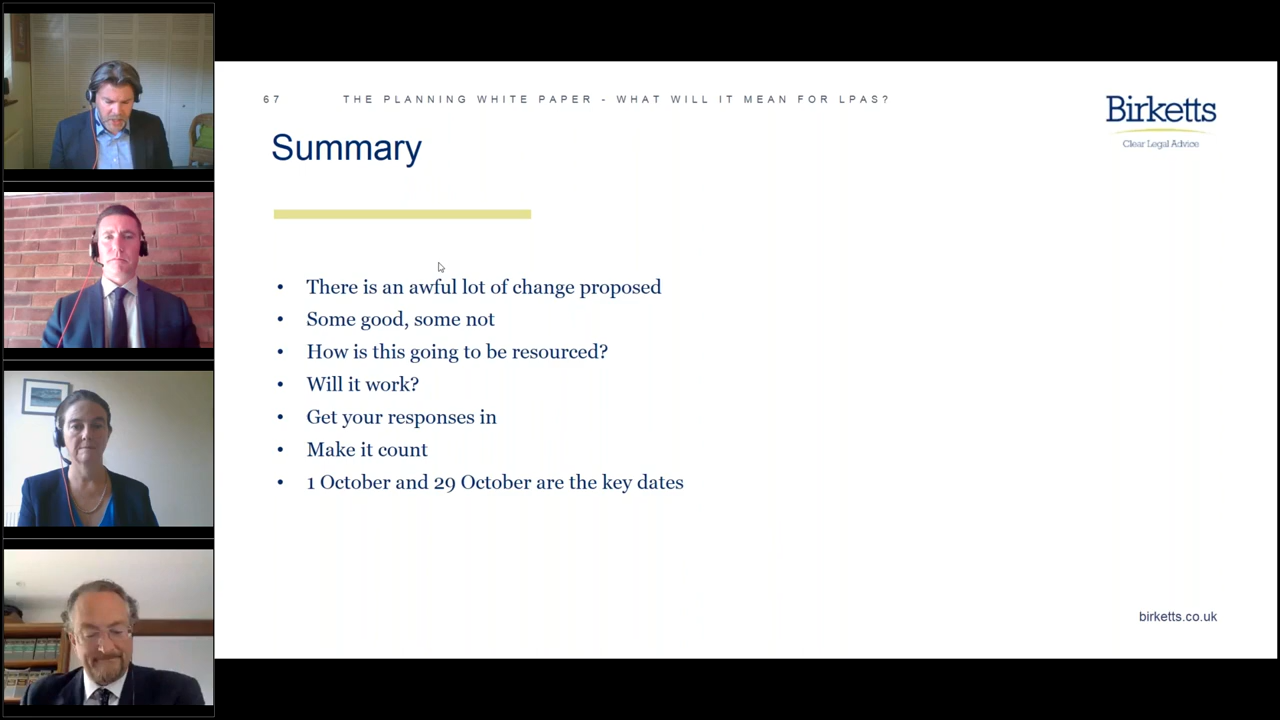 67 THE PLANNING WHITE PAPER - WHAT WILL IT MEAN FOR LPAS?
Birketts
Clear Legal Advice
Summary
• There is an awful lot of change proposed
• Some good, some not
• How is this going to be resourced?
• Will it work?
• Get your responses in
• Make it count
• 1 October and 29 October are the key dates
birketts.co.uk